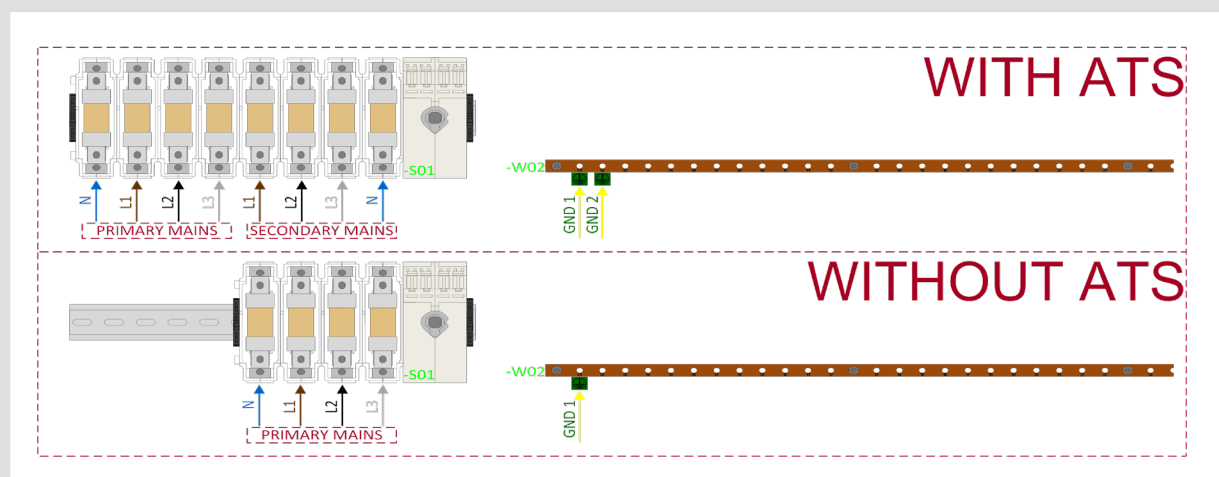 WITH ATS
-S01
-W02
N L1 L2 L3 L1 L2 L3 N
GND 1 GND 2
PRIMARY MAINS SECONDARY MAINS
WITHOUT ATS
-S01
-W02
N L1 L2 L3
GND 1
PRIMARY MAINS